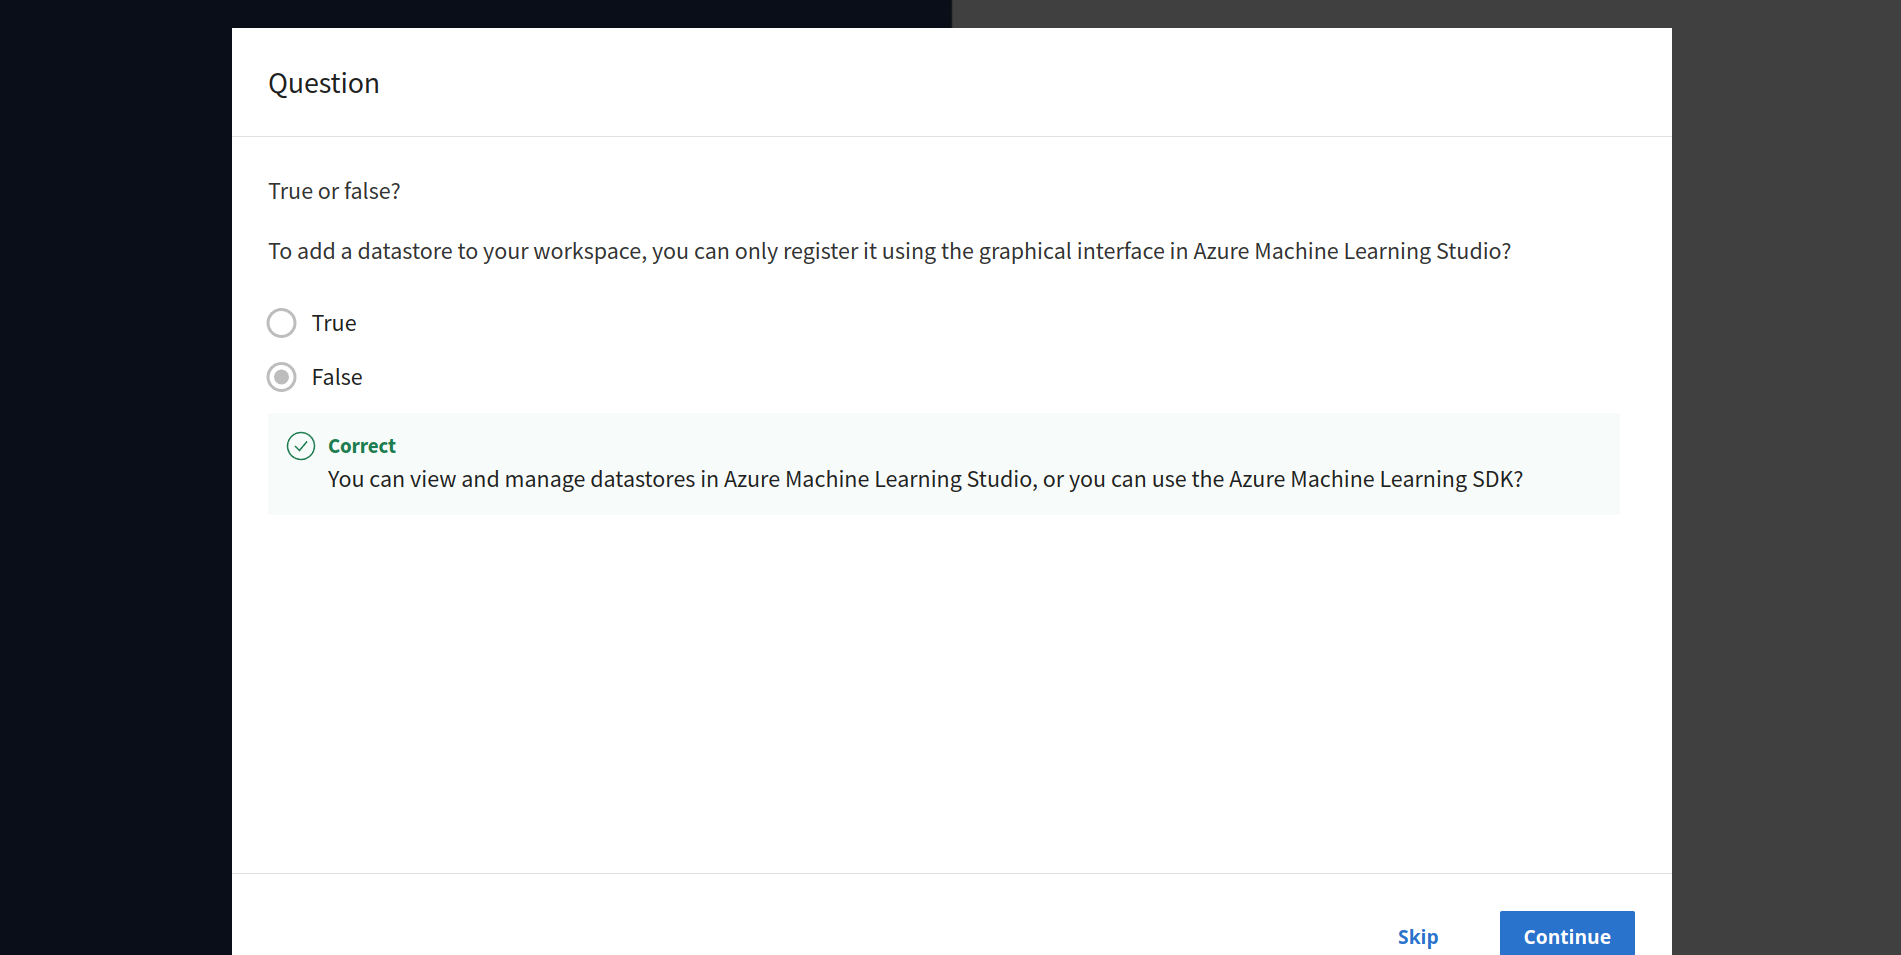 Question
True or false?
To add a datastore to your workspace, you can only register it using the graphical interface in Azure Machine Learning Studio?
True
False
Correct
You can view and manage datastores in Azure Machine Learning Studio, or you can use the Azure Machine Learning SDK?
Skip
Continue